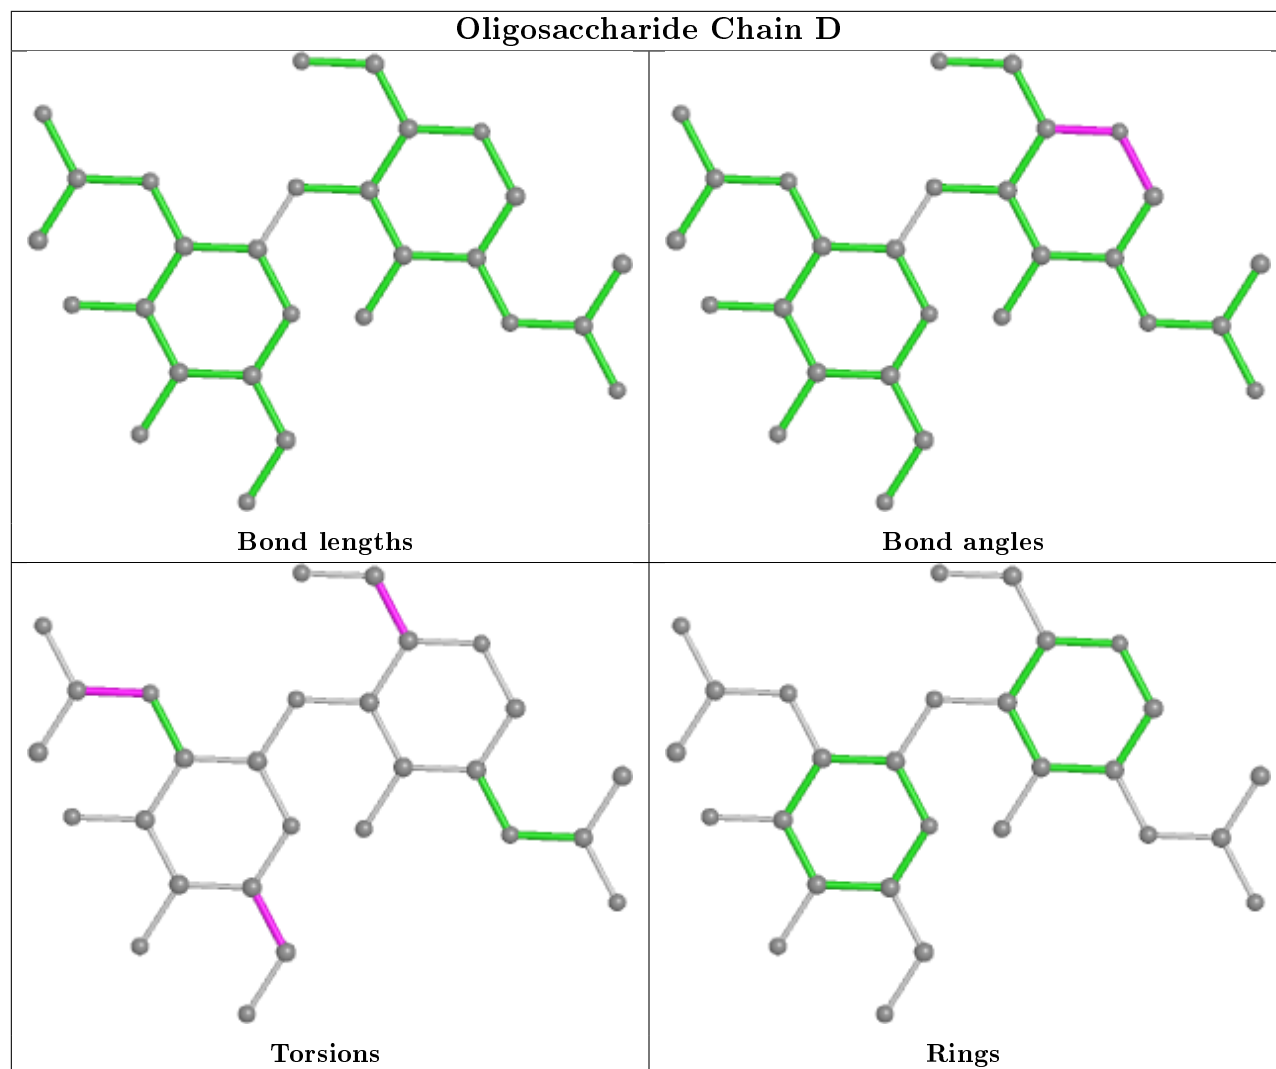 Oligosaccharide Chain D
Bond lengths
Bond angles
Torsions
Rings